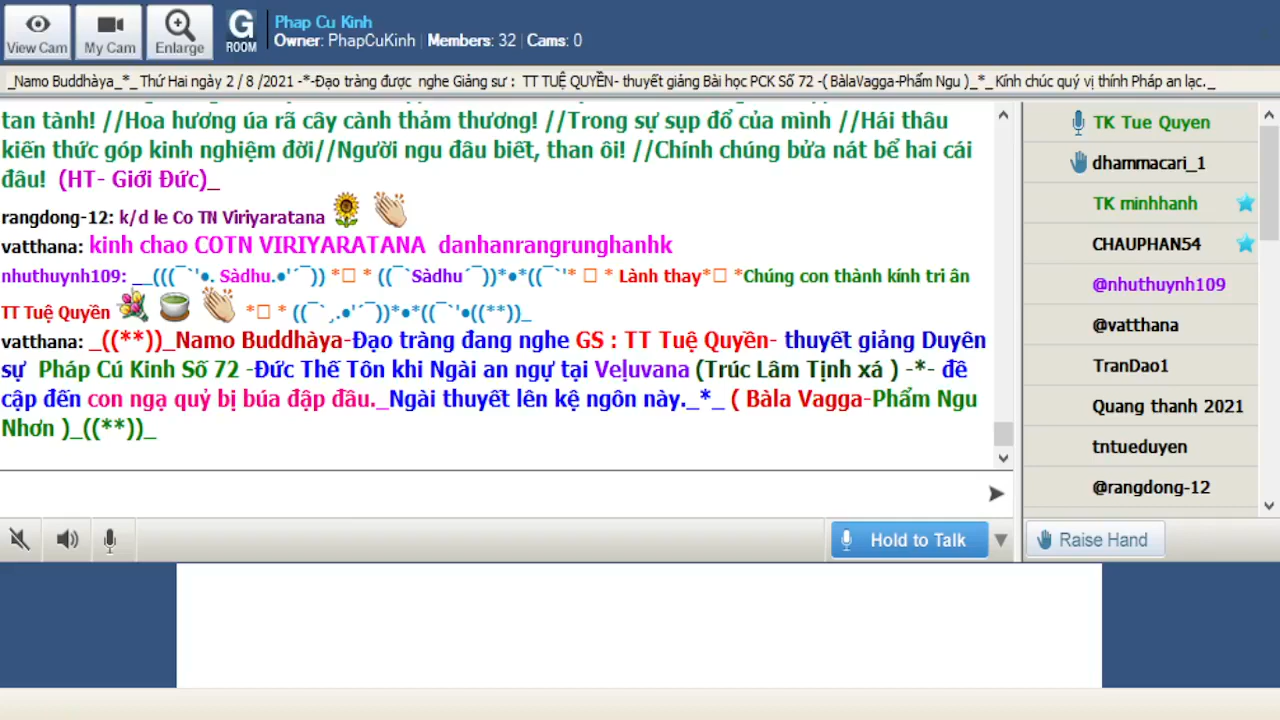 View Cam
My Cam
Enlarge
G
ROOM
Phap Cu Kinh
Owner: PhapCuKinh | Members: 32 | Cams: 0
_Namo Buddhàya_*_ Thứ Hai ngày 2 / 8 /2021 -*-Đạo tràng được nghe Giảng sư : TT TUỆ QUYỀN- thuyết giảng Bài học PCK Số 72 -( BàlaVagga-Phẩm Ngu )_*_ Kính chúc quý vị thính Pháp an lạc._
tan tành! //Hoa hương úa rã cây cành thảm thương! //Trong sự sụp đổ của mình //Hái thâu
kiến thức góp kinh nghiệm đời//Người ngu đâu biết, than ôi! //Chính chúng bửa nát bể hai cái
đâu! (HT- Giới Đức)_
rangdong-12: k/d le Co TN Viriyaratana
vatthana: kinh chao COTN VIRIYARATANA danhanrangrunghanhk
nhuthuynh109: __(((¯`'•. Sàdhu.•'´¯)) *□ * ((¯`Sàdhu´¯))*•*((¯`'* □ * Lành thay*□ *Chúng con thành kính tri ân
TT Tuệ Quyền *□ * ((¯`¸.•'´¯))*•*((¯`'•((**))_
vatthana: _((**))_Namo Buddhàya-Đạo tràng đang nghe GS : TT Tuệ Quyền- thuyết giảng Duyên
sự Pháp Cú Kinh Số 72 -Đức Thế Tôn khi Ngài an ngự tại Veḷuvana (Trúc Lâm Tịnh xá ) -*- đề
cập đến con ngạ quỷ bị búa đập đầu._Ngài thuyết lên kệ ngôn này._*_ ( Bàla Vagga-Phẩm Ngu
Nhơn )_((**))_
TK Tue Quyen
dhammacari_1
TK minhhanh
CHAUPHAN54
@nhuthuynh109
@vatthana
TranDao1
Quang thanh 2021
tntueduyen
@rangdong-12
Hold to Talk
Raise Hand